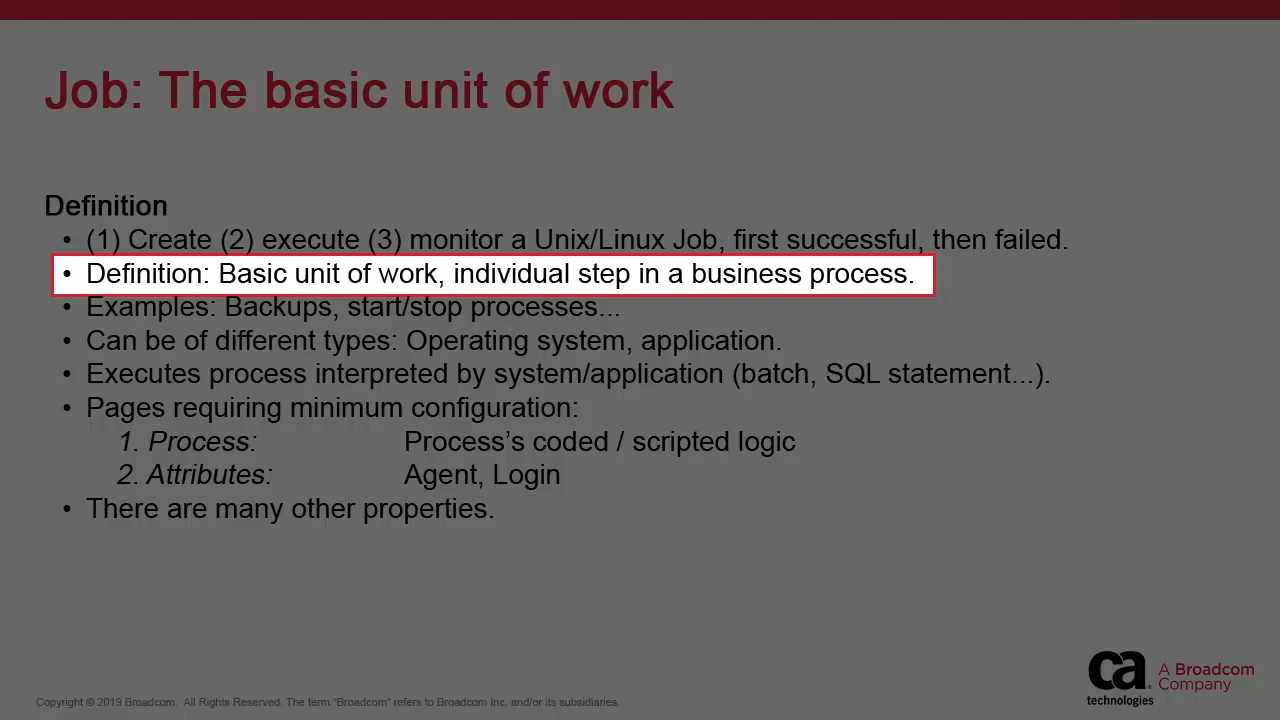 Job: The basic unit of work
Definition
• (1) Create (2) execute (3) monitor a Unix/Linux Job, first successful, then failed.
• Definition: Basic unit of work, individual step in a business process.
• Examples: Backups, start/stop processes...
• Can be of different types: Operating system, application.
• Executes process interpreted by system/application (batch, SQL statement...).
• Pages requiring minimum configuration:
1. Process: Process’s coded / scripted logic
2. Attributes: Agent, Login
• There are many other properties.
ca
technologies
A Broadcom
Company
Copyright © 2019 Broadcom. All Rights Reserved. The term “Broadcom” refers to Broadcom Inc. and/or its subsidiaries.